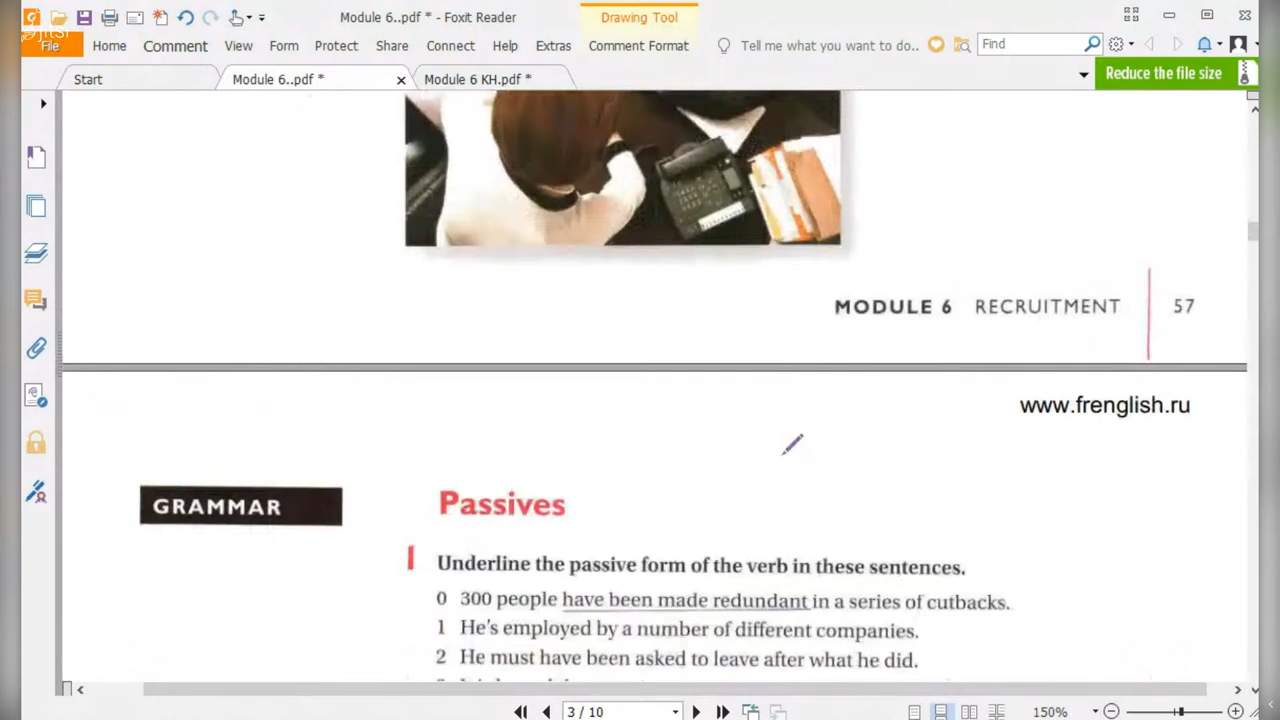 Module 6..pdf * - Foxit Reader
Drawing Tool
File
Home
Comment
View
Form
Protect
Share
Connect
Help
Extras
Comment Format
Tell me what you want to do..
Find
Start
Module 6..pdf *
Module 6 KH.pdf *
Reduce the file size
MODULE 6 RECRUITMENT 57
www.frenglish.ru
GRAMMAR
Passives
1 Underline the passive form of the verb in these sentences.
0 300 people have been made redundant in a series of cutbacks.
1 He's employed by a number of different companies.
2 He must have been asked to leave after what he did.
3 / 10
150%